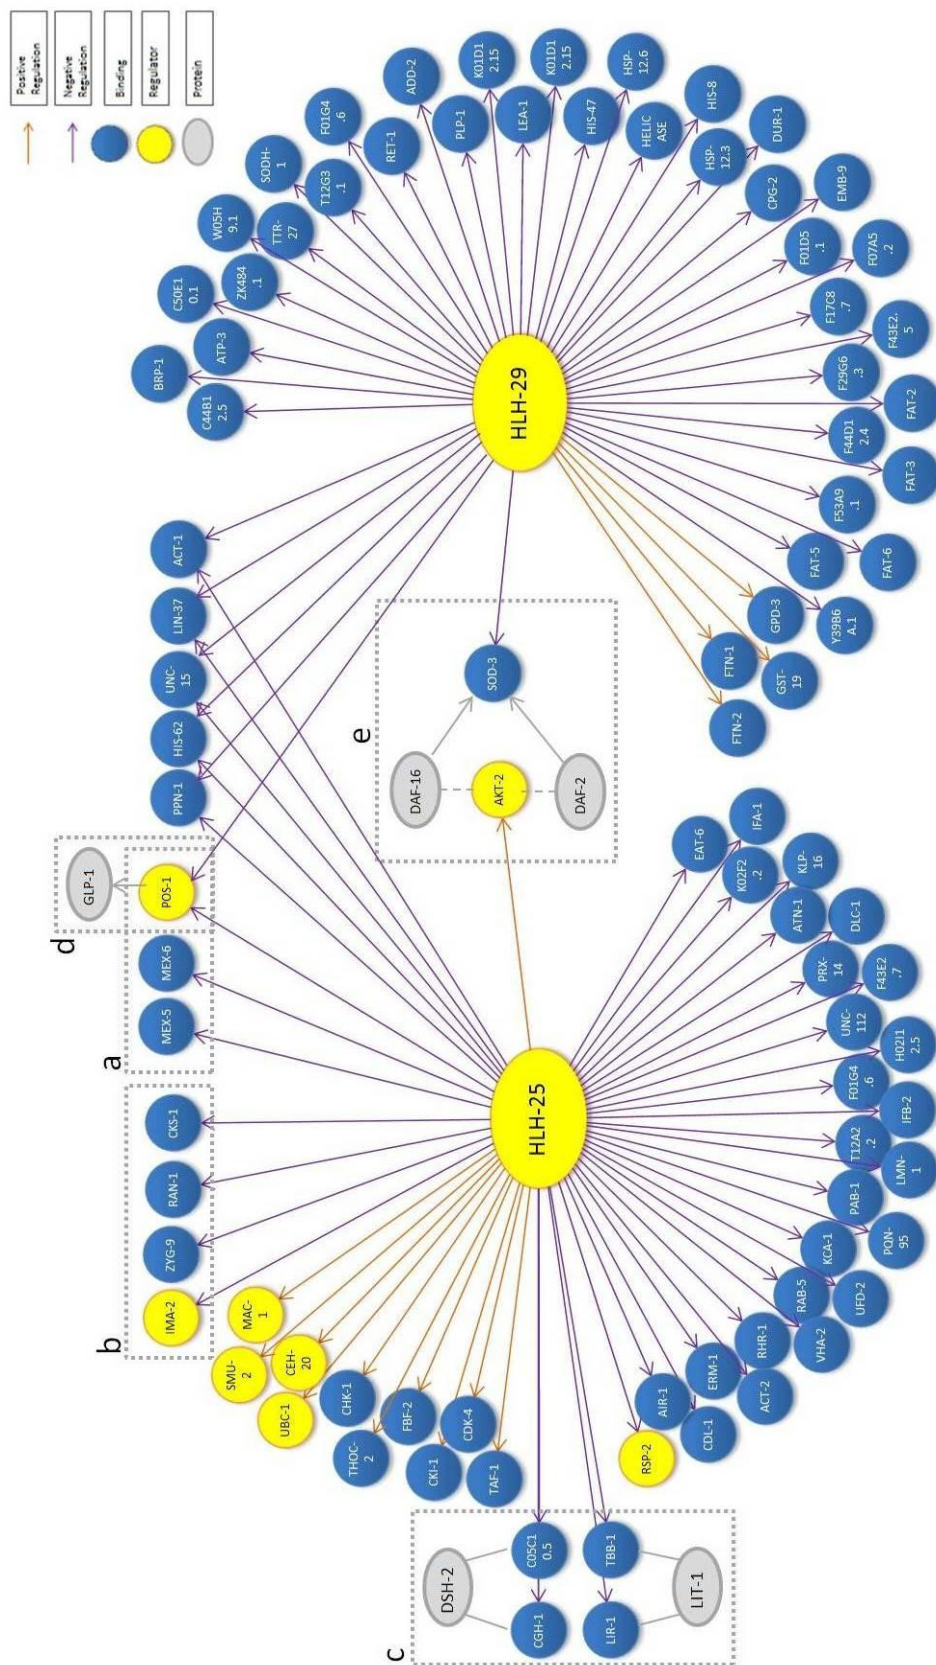 Positive
Regulation
Negative
Regulation
Binding
Regulator
Protein
b
IMA-2
ZYG-9
RAN-1
CKS-1
a
MEX-5
MEX-6
d
POS-1
GLP-1
PPN-1
HIS-62
UNC-
15
LIN-37
ACT-1
C44B1
2.5
BRP-1
ATP-3
C50E1
0.1
ZK484
.1
W05H
9.1
TTR-
27
SODH-
1
T12G3
.1
F01G4
.6
RET-1
ADD-2
PLP-1
K01D1
2.15
LEA-1
K01D1
2.15
HIS-47
HSP-
12.6
HELIC
ASE
HIS-8
HSP-
12.3
DUR-1
CPG-2
EMB-9
F01D5
.1
F07A5
.2
F17C8
.7
F43E2.
5
F29G6
.3
FAT-2
F44D1
2.4
FAT-3
F53A9
.1
FAT-6
FAT-5
Y39B6
A.1
GPD-3
GST-
19
FTN-1
FTN-2
HLH-29
e
DAF-16
AKT-2
DAF-2
SOD-3
HLH-25
MAC-
1
SMU-
2
CEH-
20
UBC-1
CHK-1
THOC-
2
FBF-2
CKI-1
CDK-4
TAF-1
c
DSH-2
C05C1
0.5
CGH-1
TBB-1
LIR-1
LIT-1
RSP-2
AIR-1
CDL-1
ERM-1
ACT-2
RHR-1
VHA-2
RAB-5
UFD-2
KCA-1
PQN-
95
PAB-1
LMN-
1
T12A2
.2
IFB-2
F01G4
.6
H02I1
2.5
UNC-
112
F43E2
.7
PRX-
14
DLC-1
ATN-1
KLP-
16
K02F2
.2
IFA-1
EAT-6